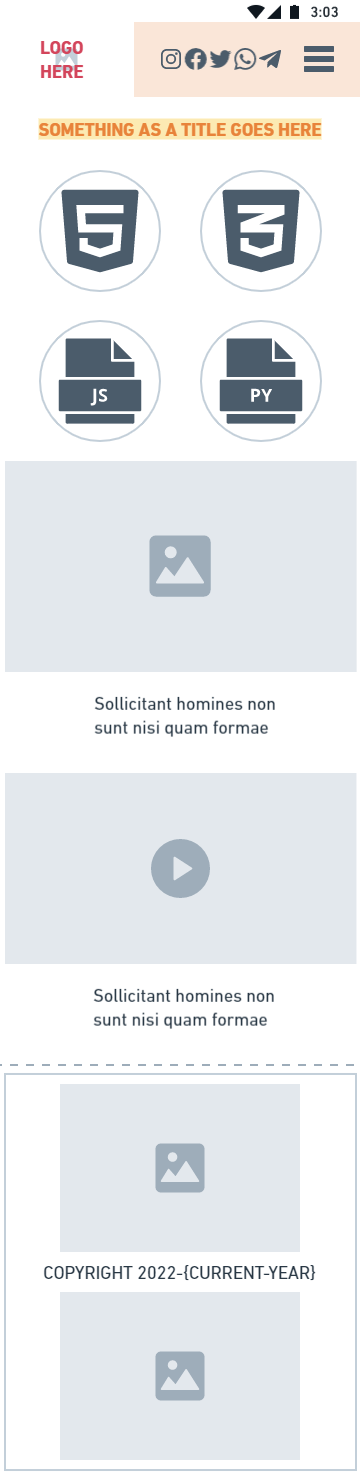 3:03
LOGO
HERE
SOMETHING AS A TITLE GOES HERE
5
3
JS
PY
Sollicitant homines non
sunt nisi quam formae
Sollicitant homines non
sunt nisi quam formae
COPYRIGHT 2022-{CURRENT-YEAR}